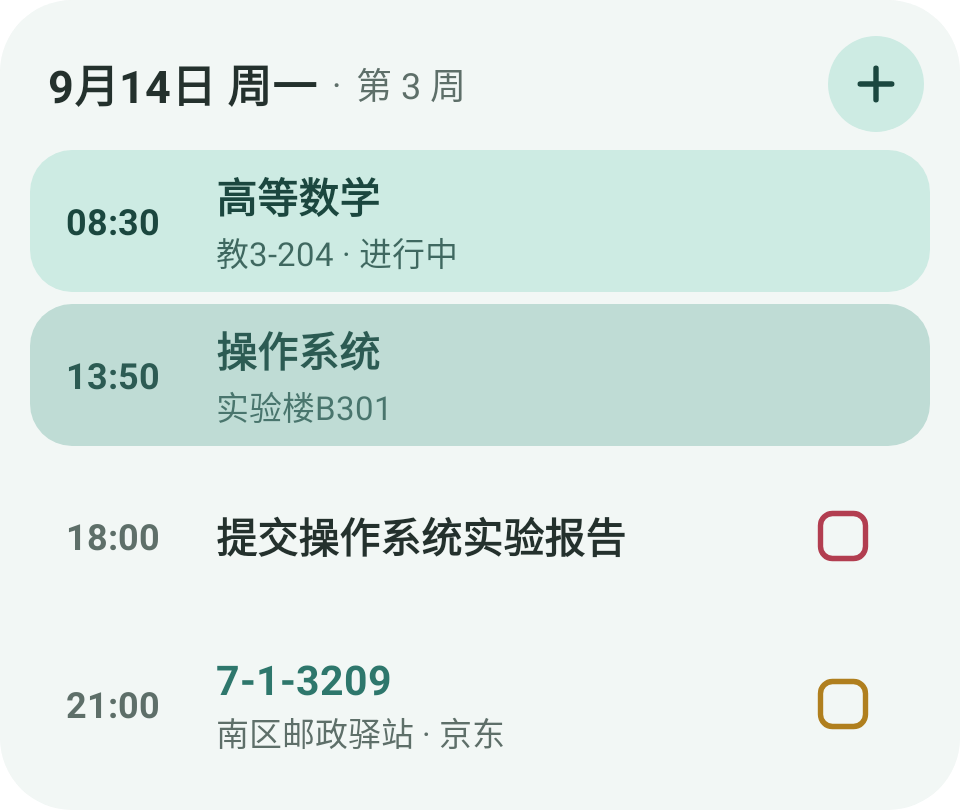 9月14日 周一 · 第 3 周
08:30
高等数学
教3-204 · 进行中
13:50
操作系统
实验楼B301
18:00
提交操作系统实验报告
21:00
7-1-3209
南区邮政驿站 · 京东